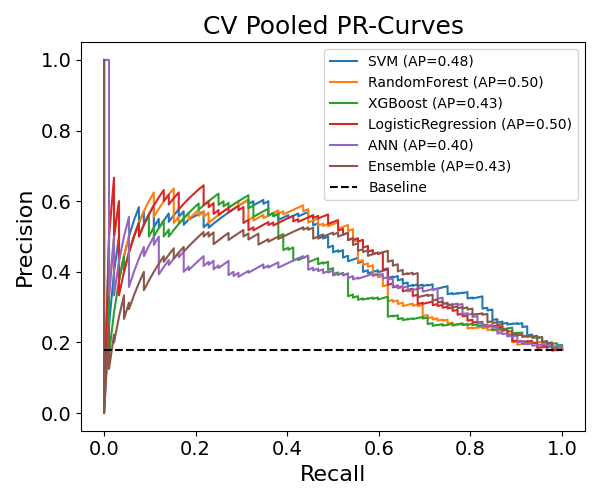 CV Pooled PR-Curves
SVM (AP=0.48)
RandomForest (AP=0.50)
XGBoost (AP=0.43)
LogisticRegression (AP=0.50)
ANN (AP=0.40)
Ensemble (AP=0.43)
Baseline
Precision
1.0
0.8
0.6
0.4
0.2
0.0
0.0 0.2 0.4 0.6 0.8 1.0
Recall